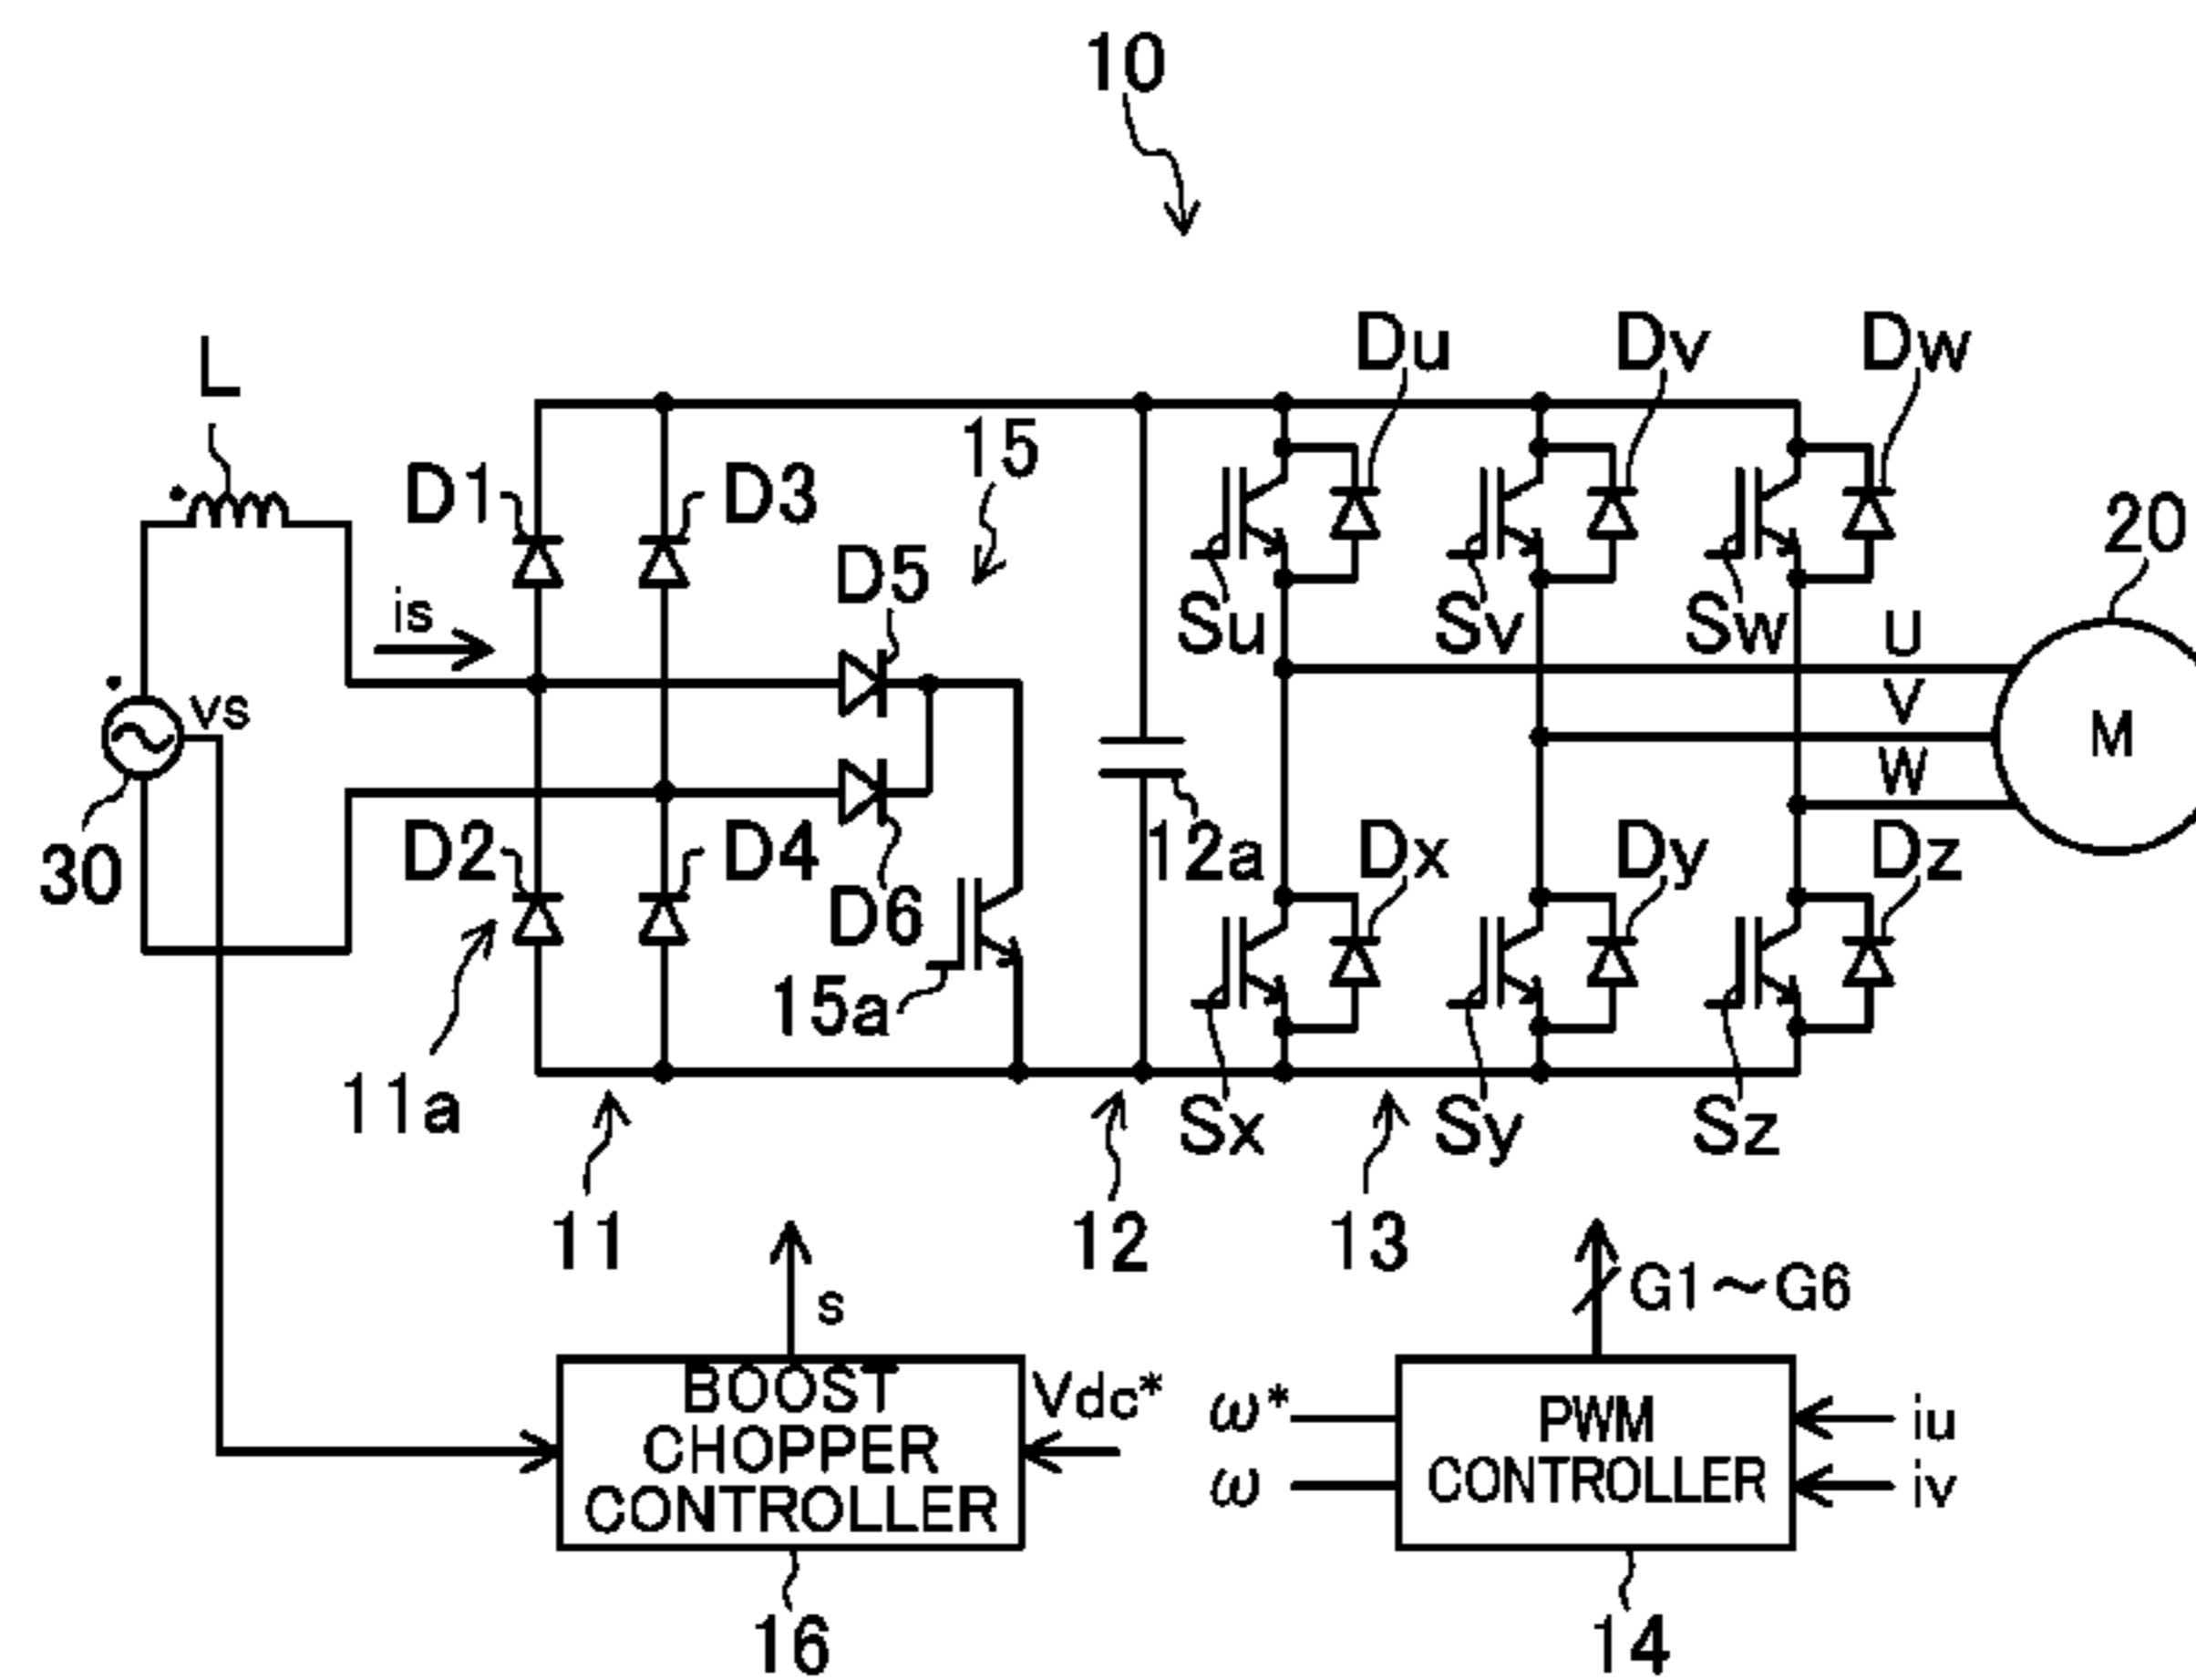 10
L
Du
Dv
Dw
15
D1
D3
20
D5
is
Su
Sv
Sw
U
vs
V
M
W
30
D2
D4
12a
Dx
Dy
Dz
D6
15a
11a
Sx
Sy
Sz
11
12
13
s
G1～G6
BOOST
CHOPPER
CONTROLLER
Vdc*
ω*
ω
PWM
CONTROLLER
iu
iv
16
14